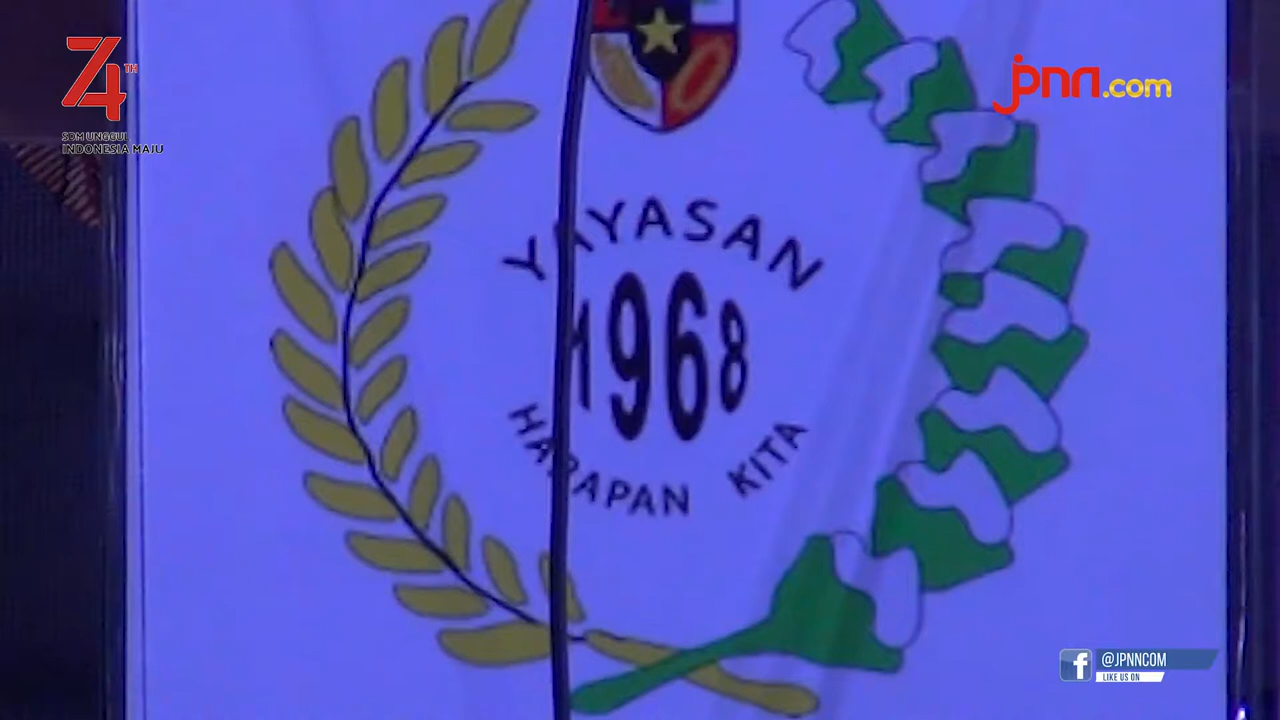 74TH
SDM UNGGUL
INDONESIA MAJU
jpnn.com
YAYASAN
1968
HARAPAN KITA
@JPNNCOM
LIKE US ON